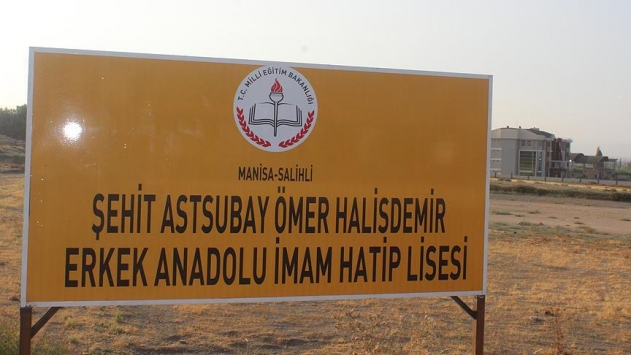 T.C. MİLLİ EĞİTİM BAKANLIĞI
MANİSA-SALİHLİ
ŞEHİT ASTSUBAY ÖMER HALİSDEMİR
ERKEK ANADOLU İMAM HATİP LİSESİ